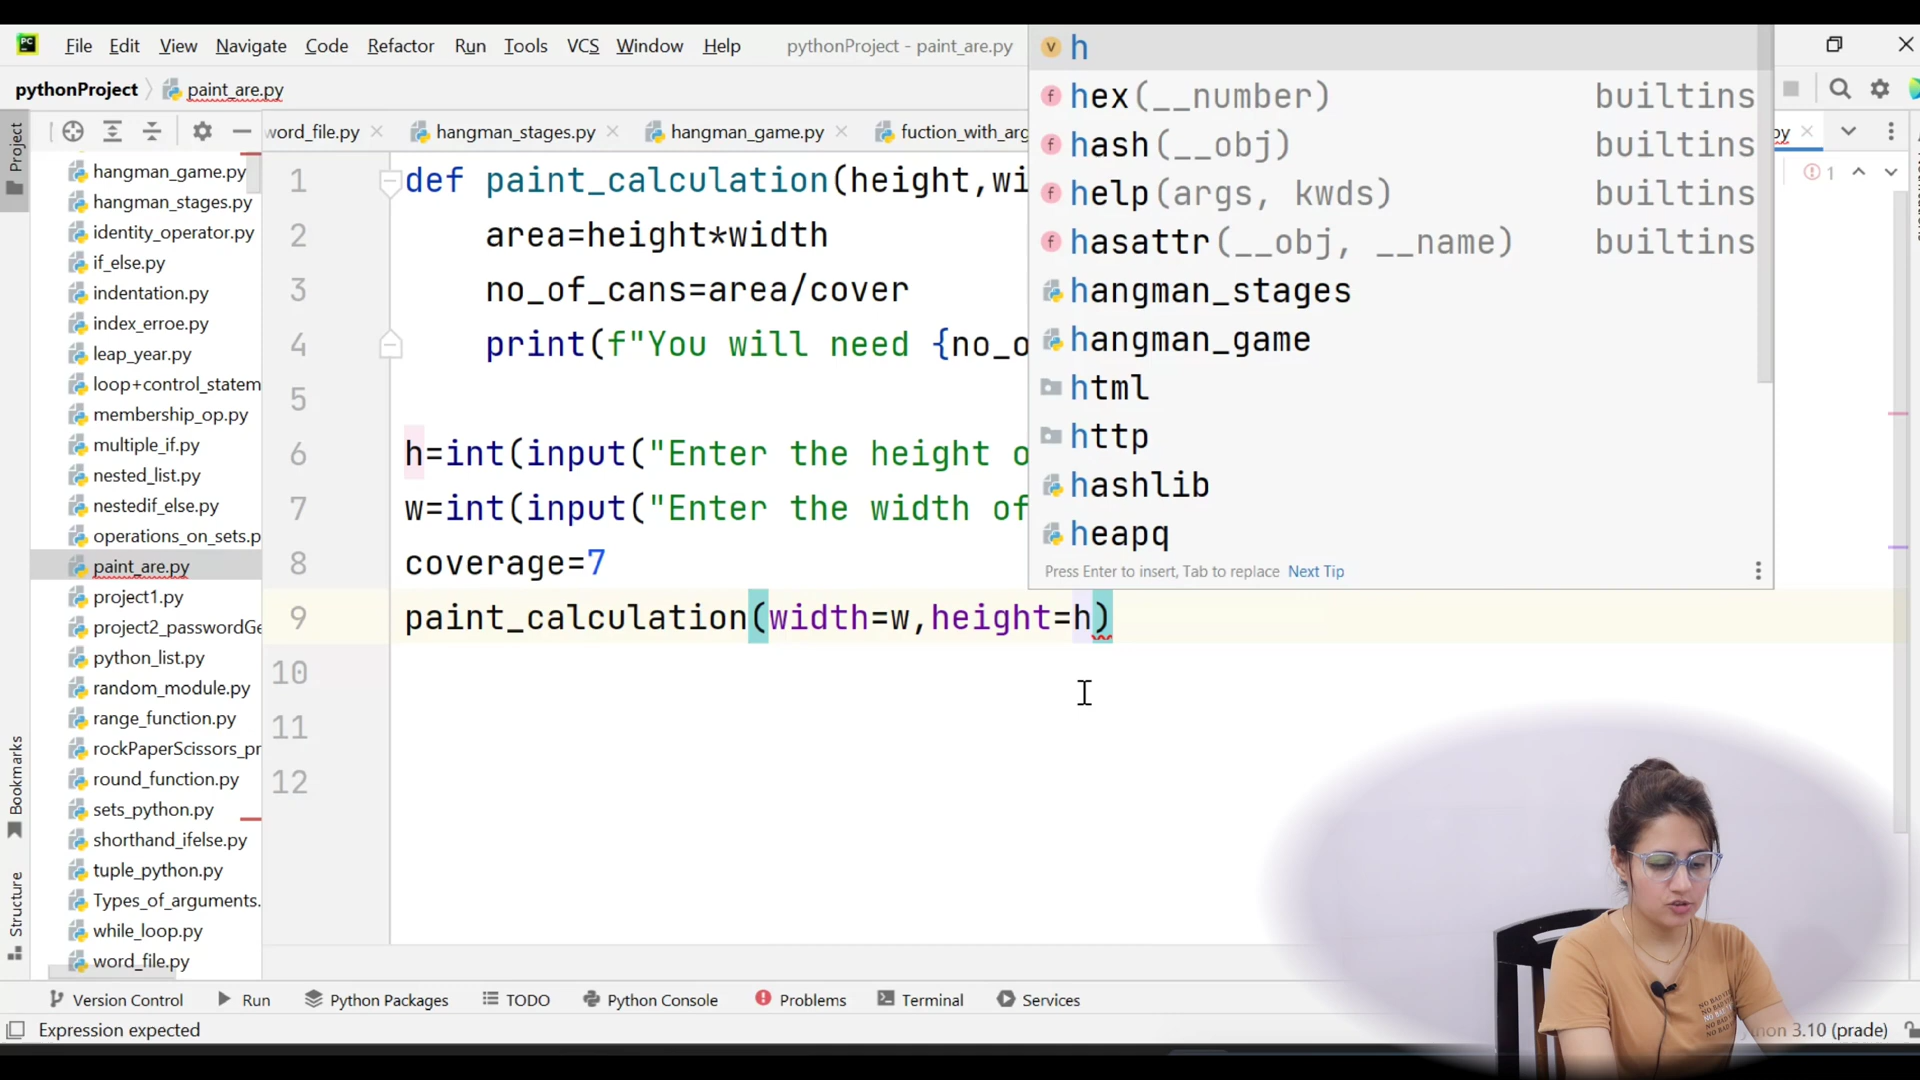 PC File Edit View Navigate Code Refactor Run Tools VCS Window Help pythonProject - paint_are.py
pythonProject paint_are.py
word_file.py hangman_stages.py hangman_game.py fuction_with_arg py
Project
hangman_game.py
hangman_stages.py
identity_operator.py
if_else.py
indentation.py
index_erroe.py
leap_year.py
loop+control_statem
membership_op.py
multiple_if.py
nested_list.py
nestedif_else.py
operations_on_sets.p
paint_are.py
project1.py
project2_passwordGe
python_list.py
random_module.py
range_function.py
rockPaperScissors_pr
round_function.py
sets_python.py
shorthand_ifelse.py
tuple_python.py
Types_of_arguments.
while_loop.py
word_file.py
Bookmarks
Structure
1 def paint_calculation(height,wi
2 area=height*width
3 no_of_cans=area/cover
4 print(f"You will need {no_o
5
6 h=int(input("Enter the height o
7 w=int(input("Enter the width of
8 coverage=7
9 paint_calculation(width=w,height=h)
10
11
12
v h
f hex(__number) builtins
f hash(__obj) builtins
f help(args, kwds) builtins
f hasattr(__obj, __name) builtins
hangman_stages
hangman_game
html
http
hashlib
heapq
Press Enter to insert, Tab to replace Next Tip
1
NO BAD
Version Control Run Python Packages TODO Python Console Problems Terminal Services
Expression expected
3.10 (prade)